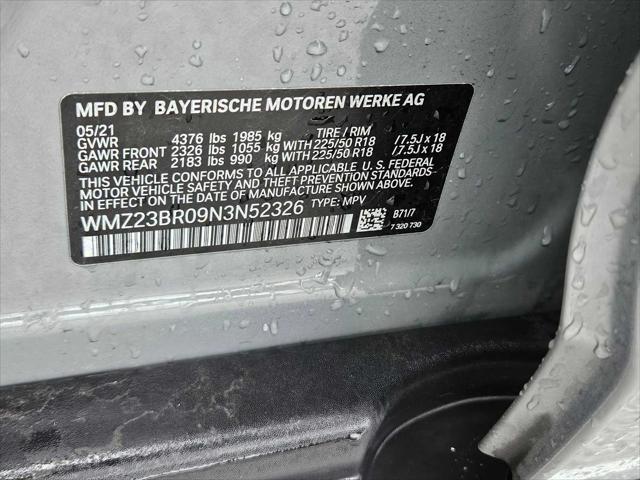 MFD BY BAYERISCHE MOTOREN WERKE AG
05/21
GVWR 4376 lbs 1985 kg TIRE / RIM
GAWR FRONT 2326 lbs 1055 kg WITH 225/50 R18 /7.5J x 18
GAWR REAR 2183 lbs 990 kg WITH 225/50 R18 /7.5J x 18
THIS VEHICLE CONFORMS TO ALL APPLICABLE U.S. FEDERAL
MOTOR VEHICLE SAFETY, BUMPER, AND THEFT PREVENTION STANDARDS
IN EFFECT ON THE DATE OF MANUFACTURE SHOWN ABOVE.
WMZ23BR09N3N52326 TYPE: MPV
B71/7
7 320 730